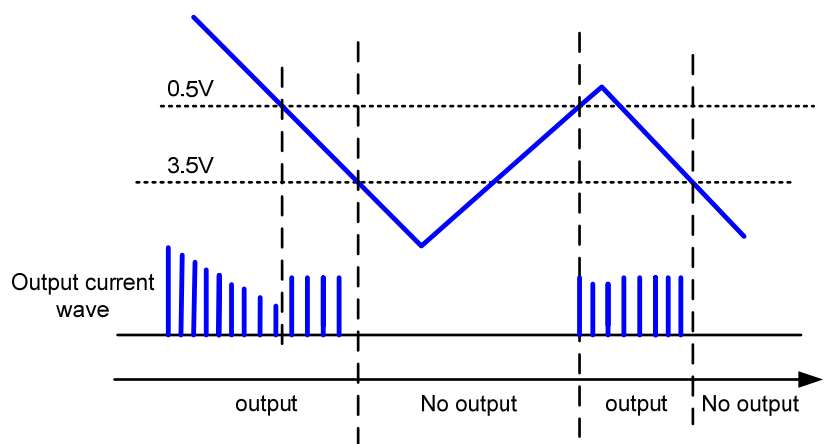 0.5V
3.5V
Output current
wave
output
No output
output
No output